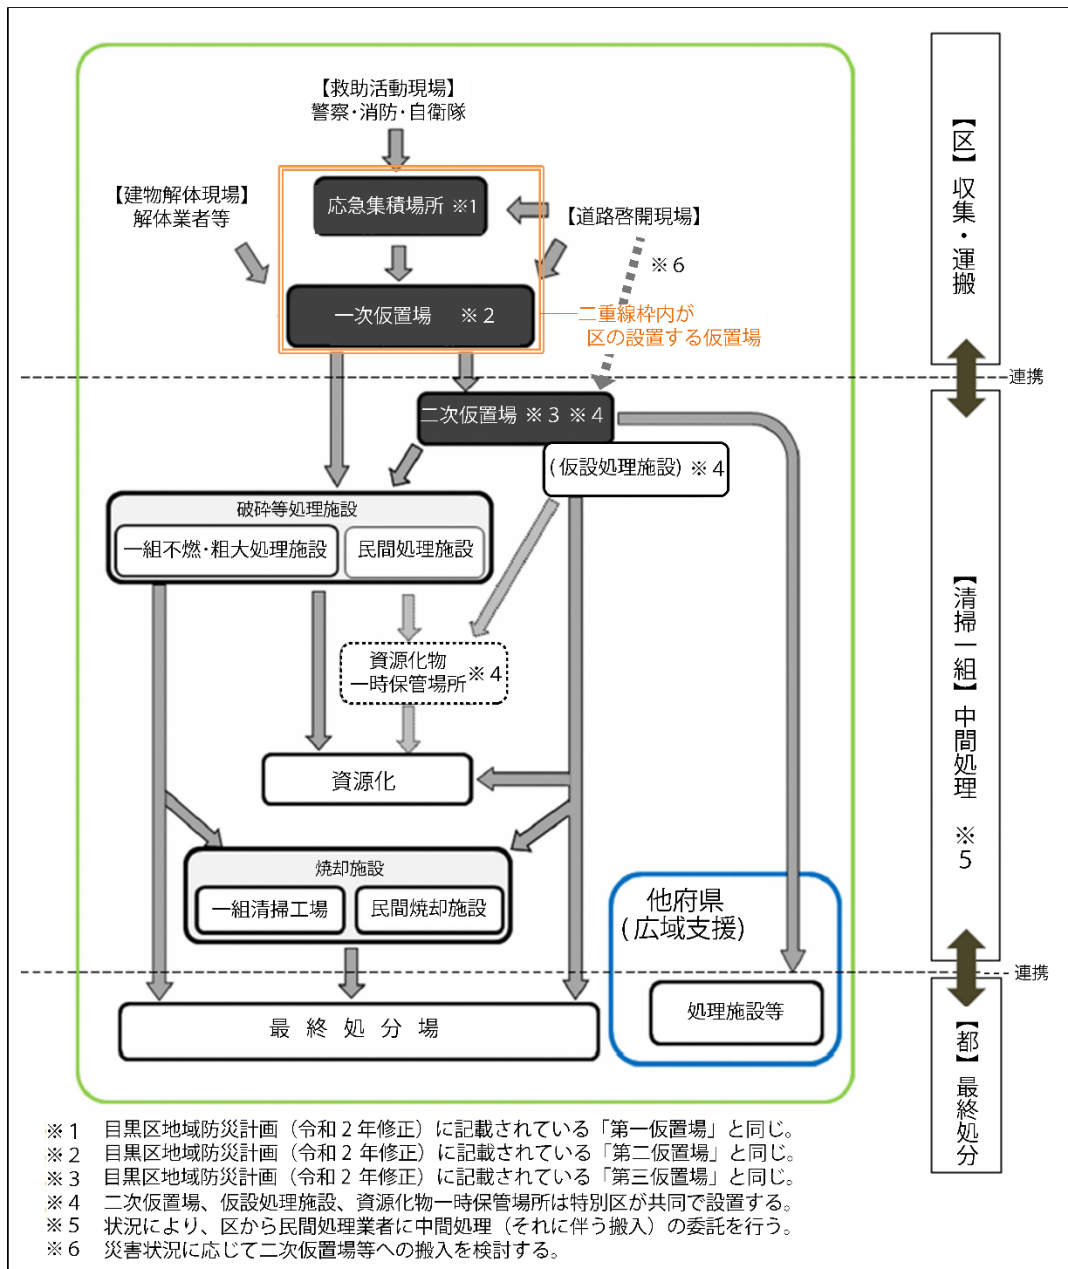 【救助活動現場】
警察・消防・自衛隊
【建物解体現場】
解体業者等
応急集積場所 ※1
【道路啓開現場】
※6
一次仮置場 ※2
二重線枠内が
区の設置する仮置場
【区】収集・運搬
連携
二次仮置場 ※3 ※4
(仮設処理施設) ※4
破砕等処理施設
一組不燃・粗大処理施設
民間処理施設
資源化物
一時保管場所 ※4
資源化
【清掃一組】中間処理 ※5
焼却施設
一組清掃工場
民間焼却施設
他府県
(広域支援)
連携
処理施設等
最終処分場
【都】最終処分
※1 目黒区地域防災計画（令和2年修正）に記載されている「第一仮置場」と同じ。
※2 目黒区地域防災計画（令和2年修正）に記載されている「第二仮置場」と同じ。
※3 目黒区地域防災計画（令和2年修正）に記載されている「第三仮置場」と同じ。
※4 二次仮置場、仮設処理施設、資源化物一時保管場所は特別区が共同で設置する。
※5 状況により、区から民間処理業者に中間処理（それに伴う搬入）の委託を行う。
※6 災害状況に応じて二次仮置場等への搬入を検討する。